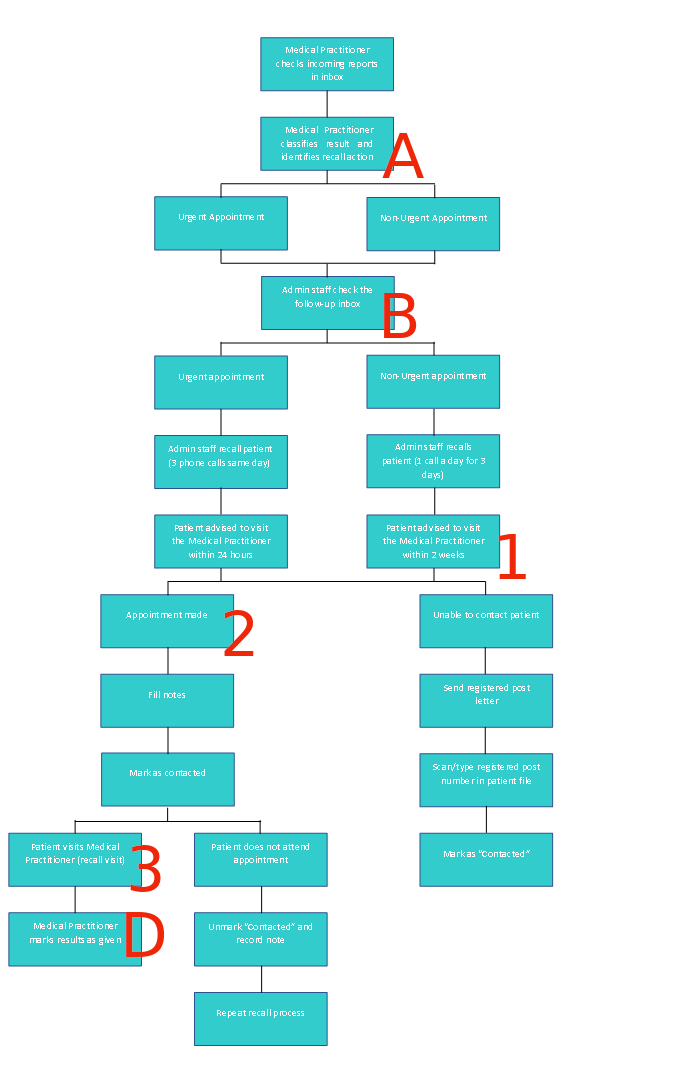 Medical Practitioner
checks incoming reports
in inbox
Medical Practitioner
classifies result and
identifies recall action
A
Urgent Appointment
Non-Urgent Appointment
Admin staff check the
follow-up inbox
B
Urgent appointment
Non-Urgent appointment
Admin staff recall patient
(3 phone calls same day)
Admin staff recalls
patient (1 call a day for 3
days)
Patient advised to visit
the Medical Practitioner
within 24 hours
Patient advised to visit
the Medical Practitioner
within 2 weeks
1
Appointment made
2
Unable to contact patient
Fill notes
Send registered post
letter
Mark as contacted
Scan/type registered post
number in patient file
Patient visits Medical
Practitioner (recall visit)
3
Patient does not attend
appointment
Mark as "Contacted"
Medical Practitioner
marks results as given
D
Unmark "Contacted" and
record note
Repeat recall process